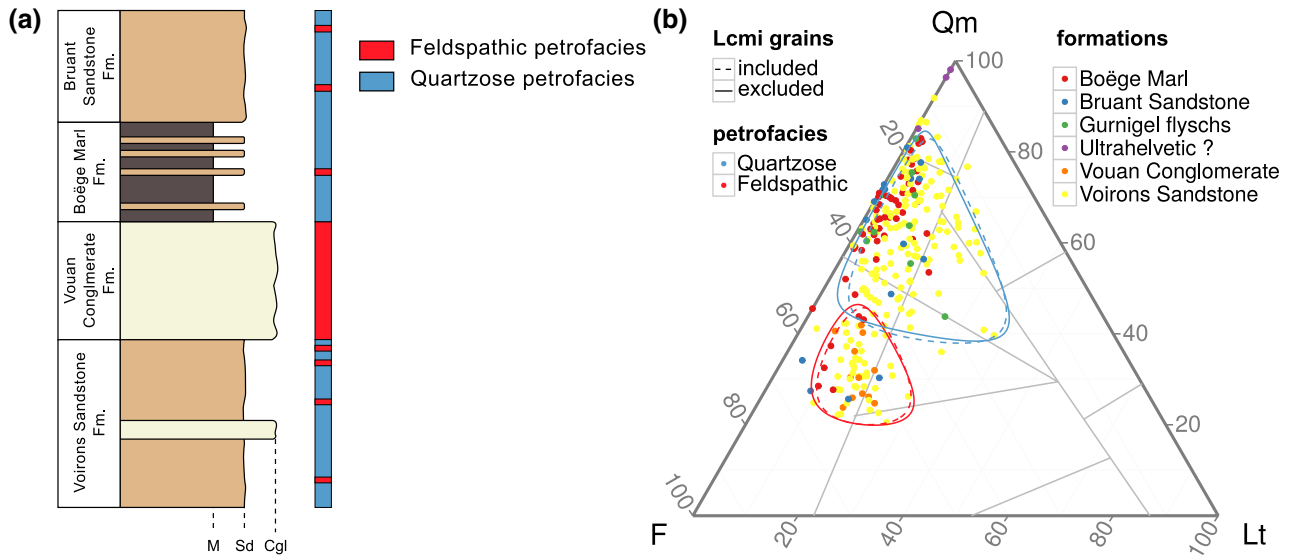 (a)
Bruant
Sandstone
Fm.
Boëge Marl
Fm.
Vouan
Conglmerate
Fm.
Voirons Sandstone
Fm.
M Sd Cgl
Feldspathic petrofacies
Quartzose petrofacies
(b)
Qm
Lcmi grains
included
excluded
petrofacies
Quartzose
Feldspathic
formations
Boëge Marl
Bruant Sandstone
Gurnigel flyschs
Ultrahelvetic ?
Vouan Conglomerate
Voirons Sandstone
100
80
60
40
20
20
40
60
80
100
20
40
60
80
100
F
Lt